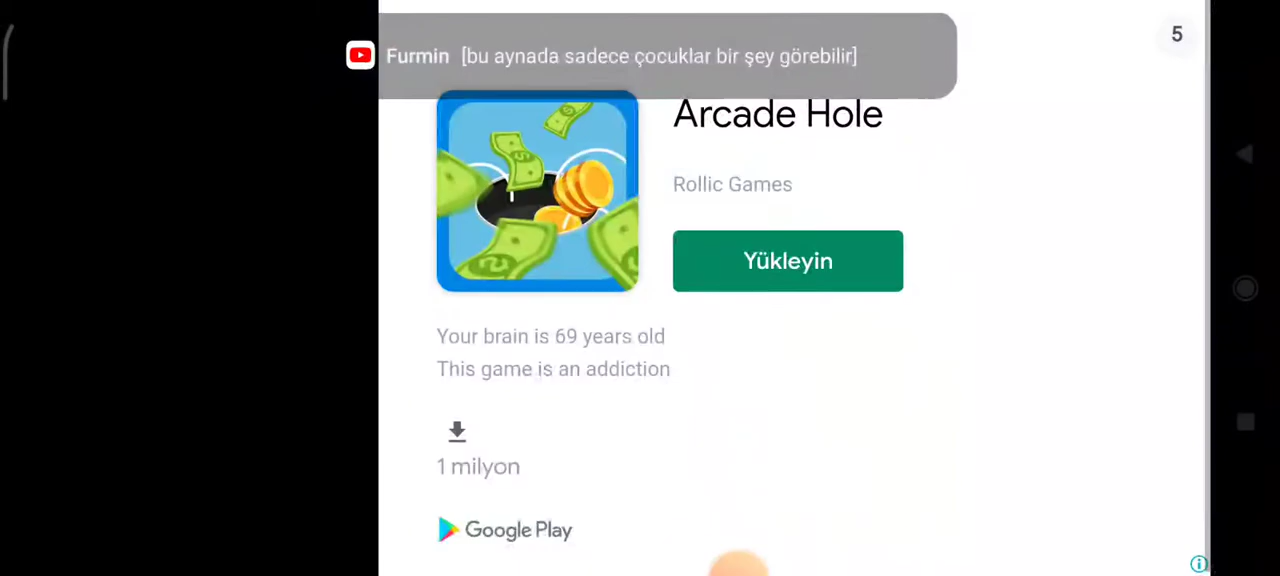 Furmin [bu aynada sadece çocuklar bir şey görebilir]
5
Arcade Hole
Rollic Games
Yükleyin
Your brain is 69 years old
This game is an addiction
1 milyon
Google Play